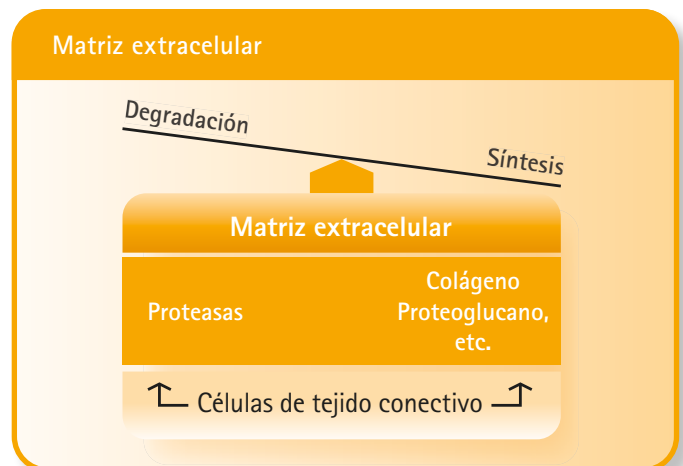 Matriz extracelular
Degradación
Síntesis
Matriz extracelular
Proteasas
Colágeno
Proteoglucano,
etc.
Células de tejido conectivo